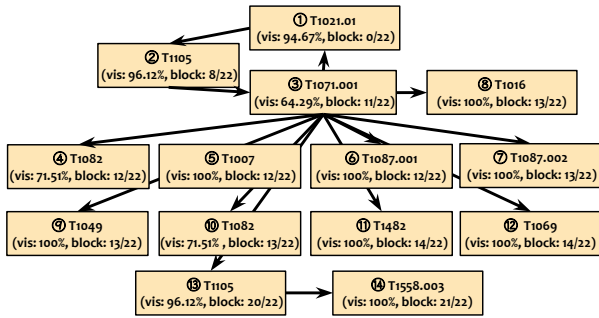 ① T1021.01
(vis: 94.67%, block: 0/22)
② T1105
(vis: 96.12%, block: 8/22)
③ T1071.001
(vis: 64.29%, block: 11/22)
⑧ T1016
(vis: 100%, block: 13/22)
④ T1082
(vis: 71.51%, block: 12/22)
⑤ T1007
(vis: 100%, block: 12/22)
⑥ T1087.001
(vis: 100%, block: 12/22)
⑦ T1087.002
(vis: 100%, block: 13/22)
⑨ T1049
(vis: 100%, block: 13/22)
⑩ T1082
(vis: 71.51%, block: 13/22)
⑪ T1482
(vis: 100%, block: 14/22)
⑫ T1069
(vis: 100%, block: 14/22)
⑬ T1105
(vis: 96.12%, block: 20/22)
⑭ T1558.003
(vis: 100%, block: 21/22)